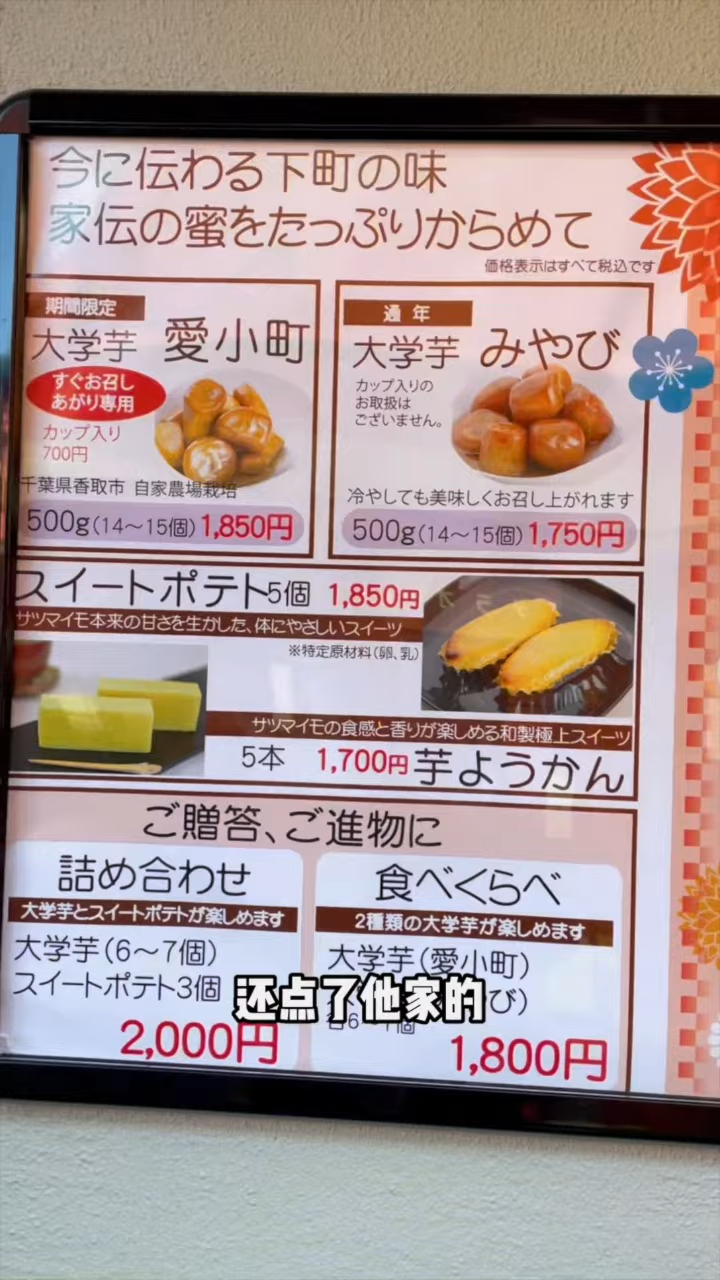 今に伝わる下町の味
家伝の蜜をたっぷりからめて
価格表示はすべて税込です
期間限定
大学芋 愛小町
すぐお召し
あがり専用
カップ入り
700円
千葉県香取市 自家農場栽培
500g(14〜15個) 1,850円
通年
大学芋 みやび
カップ入りの
お取扱は
ございません。
冷やしても美味しくお召し上がれます
500g(14〜15個) 1,750円
スイートポテト5個 1,850円
サツマイモ本来の甘さを生かした、体にやさしいスイーツ
※特定原材料(卵、乳)
サツマイモの食感と香りが楽しめる和製極上スイーツ
5本 1,700円 芋ようかん
ご贈答、ご進物に
詰め合わせ
大学芋とスイートポテトが楽しめます
大学芋(6〜7個)
スイートポテト3個
2,000円
食べくらべ
2種類の大学芋が楽しめます
大学芋(愛小町)
び)
各6
個
1,800円
还点了他家的